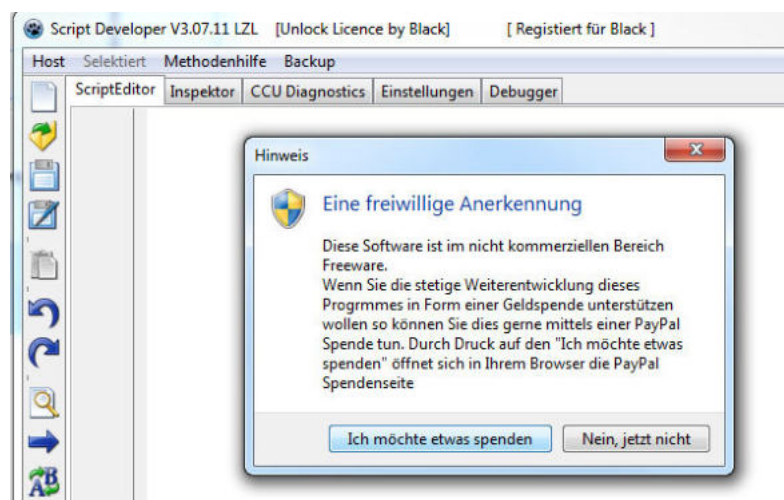 Script Developer V3.07.11 LZL [Unlock Licence by Black] [ Registiert für Black ]
Host Selektiert Methodenhilfe Backup
ScriptEditor Inspektor CCU Diagnostics Einstellungen Debugger
Hinweis
Eine freiwillige Anerkennung
Diese Software ist im nicht kommerziellen Bereich
Freeware.
Wenn Sie die stetige Weiterentwicklung dieses
Progrmmes in Form einer Geldspende unterstützen
wollen so können Sie dies gerne mittels einer PayPal
Spende tun. Durch Druck auf den "Ich möchte etwas
spenden" öffnet sich in Ihrem Browser die PayPal
Spendenseite
Ich möchte etwas spenden Nein, jetzt nicht
AB